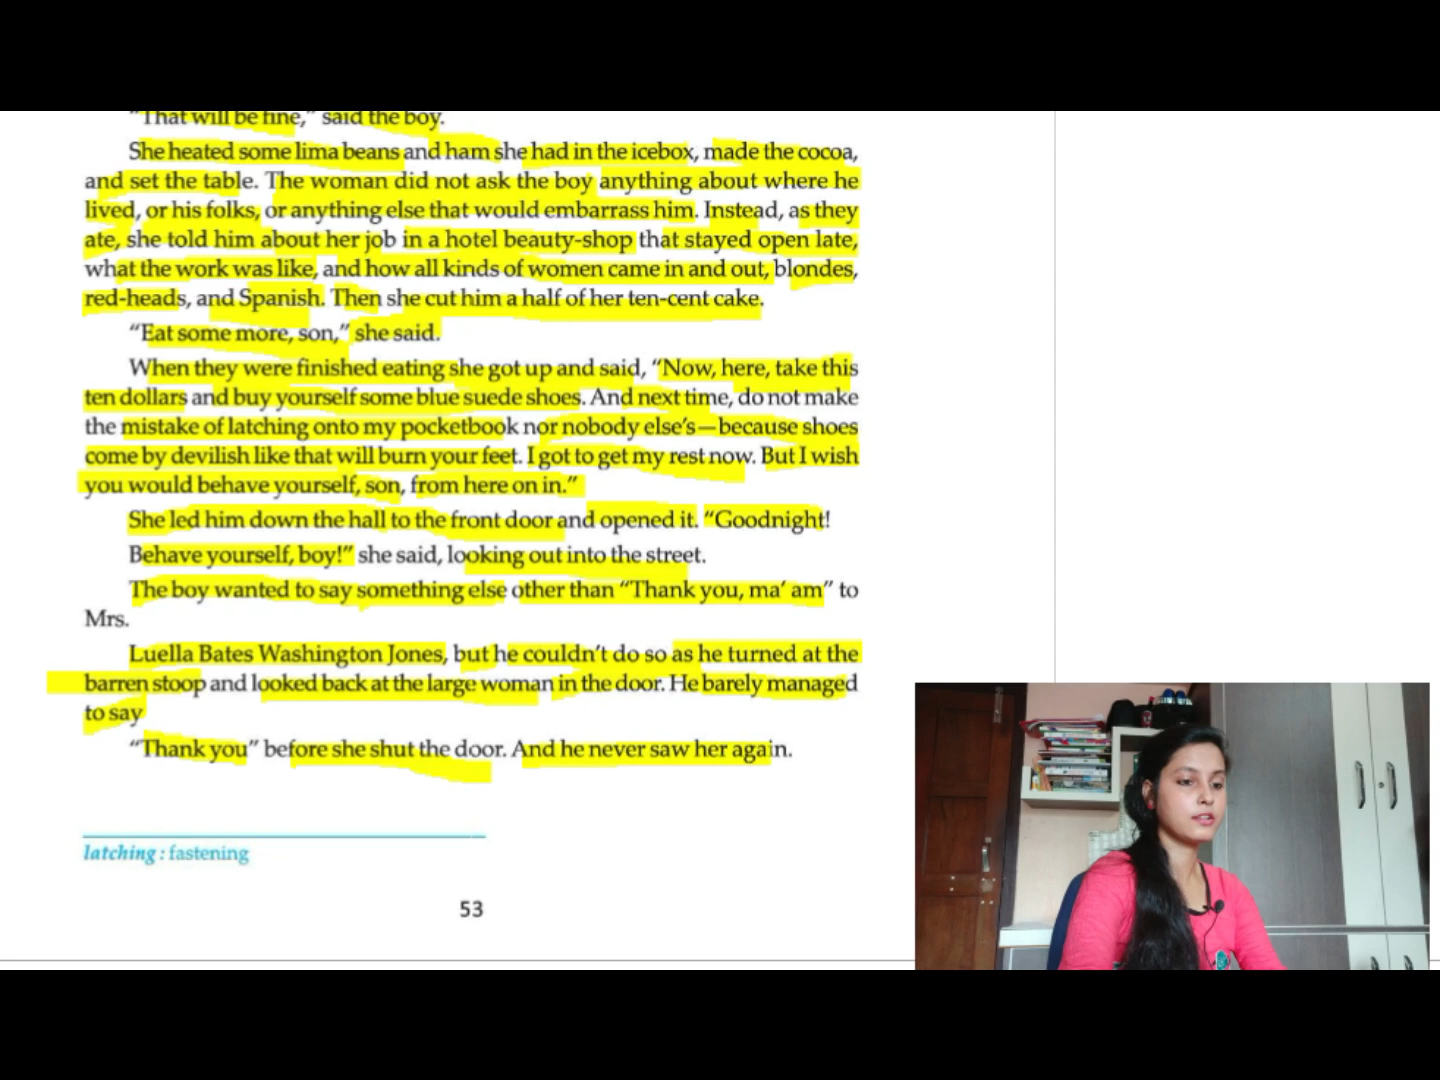 "That will be fine," said the boy.
She heated some lima beans and ham she had in the icebox, made the cocoa,
and set the table. The woman did not ask the boy anything about where he
lived, or his folks, or anything else that would embarrass him. Instead, as they
ate, she told him about her job in a hotel beauty-shop that stayed open late,
what the work was like, and how all kinds of women came in and out, blondes,
red-heads, and Spanish. Then she cut him a half of her ten-cent cake.
"Eat some more, son," she said.
When they were finished eating she got up and said, "Now, here, take this
ten dollars and buy yourself some blue suede shoes. And next time, do not make
the mistake of latching onto my pocketbook nor nobody else's—because shoes
come by devilish like that will burn your feet. I got to get my rest now. But I wish
you would behave yourself, son, from here on in."
She led him down the hall to the front door and opened it. "Goodnight!
Behave yourself, boy!" she said, looking out into the street.
The boy wanted to say something else other than "Thank you, ma' am" to
Mrs.
Luella Bates Washington Jones, but he couldn't do so as he turned at the
barren stoop and looked back at the large woman in the door. He barely managed
to say
"Thank you" before she shut the door. And he never saw her again.
latching : fastening
53